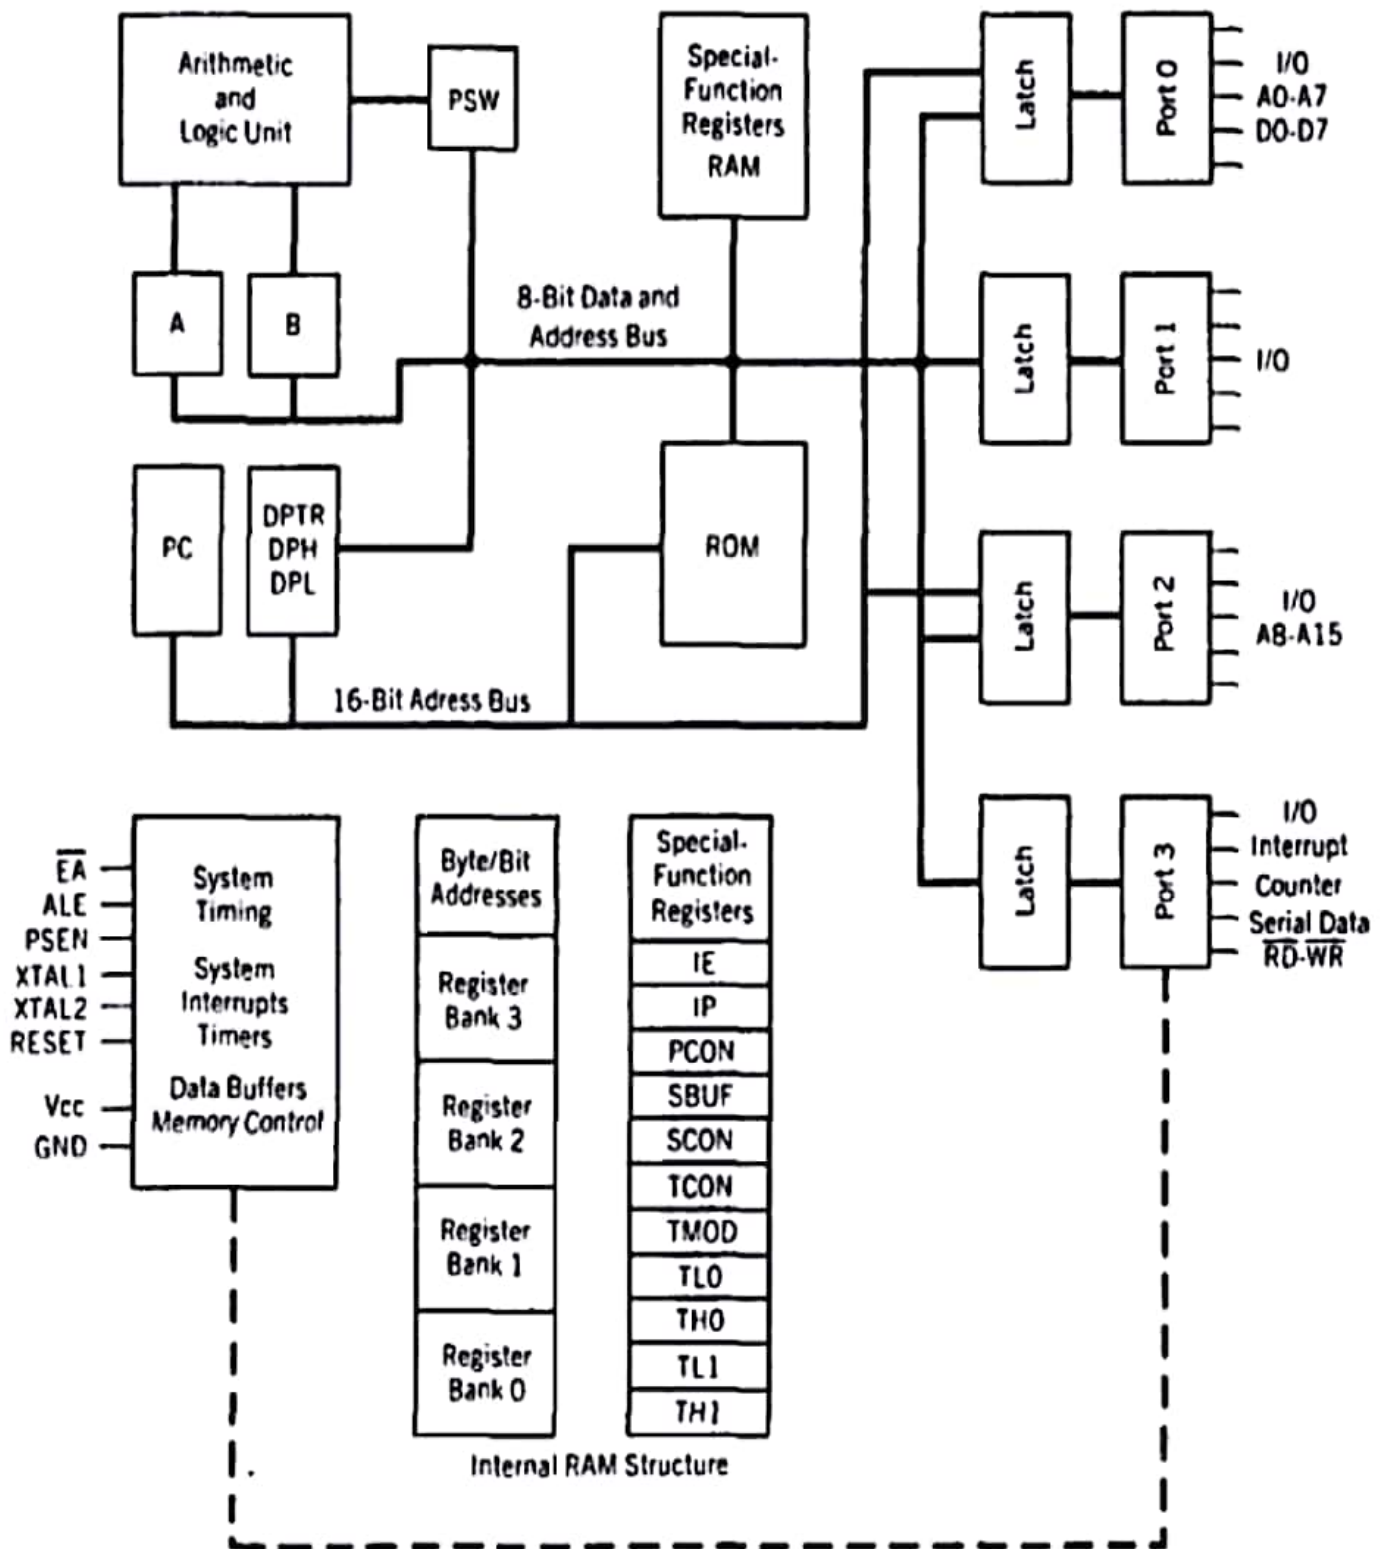 Arithmetic
and
Logic Unit
PSW
Special-
Function
Registers
RAM
Latch
Port 0
I/O
A0-A7
D0-D7
A
B
8-Bit Data and
Address Bus
Latch
Port 1
I/O
PC
DPTR
DPH
DPL
ROM
Latch
Port 2
I/O
A8-A15
16-Bit Adress Bus
Latch
Port 3
I/O
Interrupt
Counter
Serial Data
R̅D̅-W̅R̅
E̅A̅
ALE
PSEN
XTAL1
XTAL2
RESET
Vcc
GND
System
Timing
System
Interrupts
Timers
Data Buffers
Memory Control
Byte/Bit
Addresses
Register
Bank 3
Register
Bank 2
Register
Bank 1
Register
Bank 0
Special-
Function
Registers
IE
IP
PCON
SBUF
SCON
TCON
TMOD
TL0
TH0
TL1
TH1
Internal RAM Structure